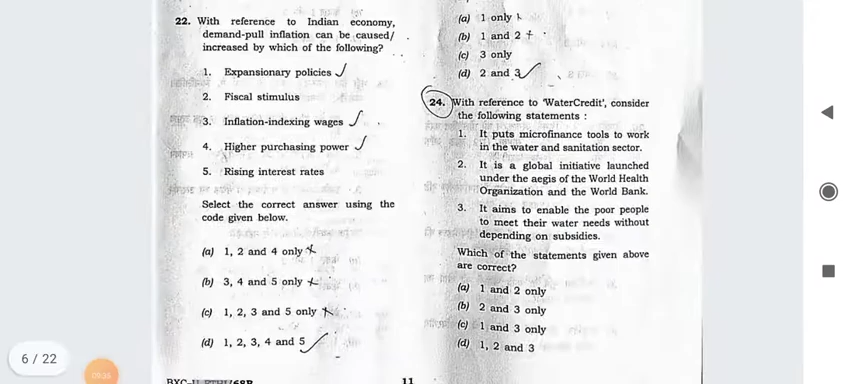 22. With reference to Indian economy,
demand-pull inflation can be caused/
increased by which of the following?
1. Expansionary policies
2. Fiscal stimulus
3. Inflation-indexing wages
4. Higher purchasing power
5. Rising interest rates
Select the correct answer using the
code given below.
(a) 1, 2 and 4 only
(b) 3, 4 and 5 only
(c) 1, 2, 3 and 5 only
(d) 1, 2, 3, 4 and 5
(a) 1 only
(b) 1 and 2
(c) 3 only
(d) 2 and 3
24. With reference to 'WaterCredit', consider
the following statements :
1. It puts microfinance tools to work
in the water and sanitation sector.
2. It is a global initiative launched
under the aegis of the World Health
Organization and the World Bank.
3. It aims to enable the poor people
to meet their water needs without
depending on subsidies.
Which of the statements given above
are correct?
(a) 1 and 2 only
(b) 2 and 3 only
(c) 1 and 3 only
(d) 1, 2 and 3
11
6 / 22